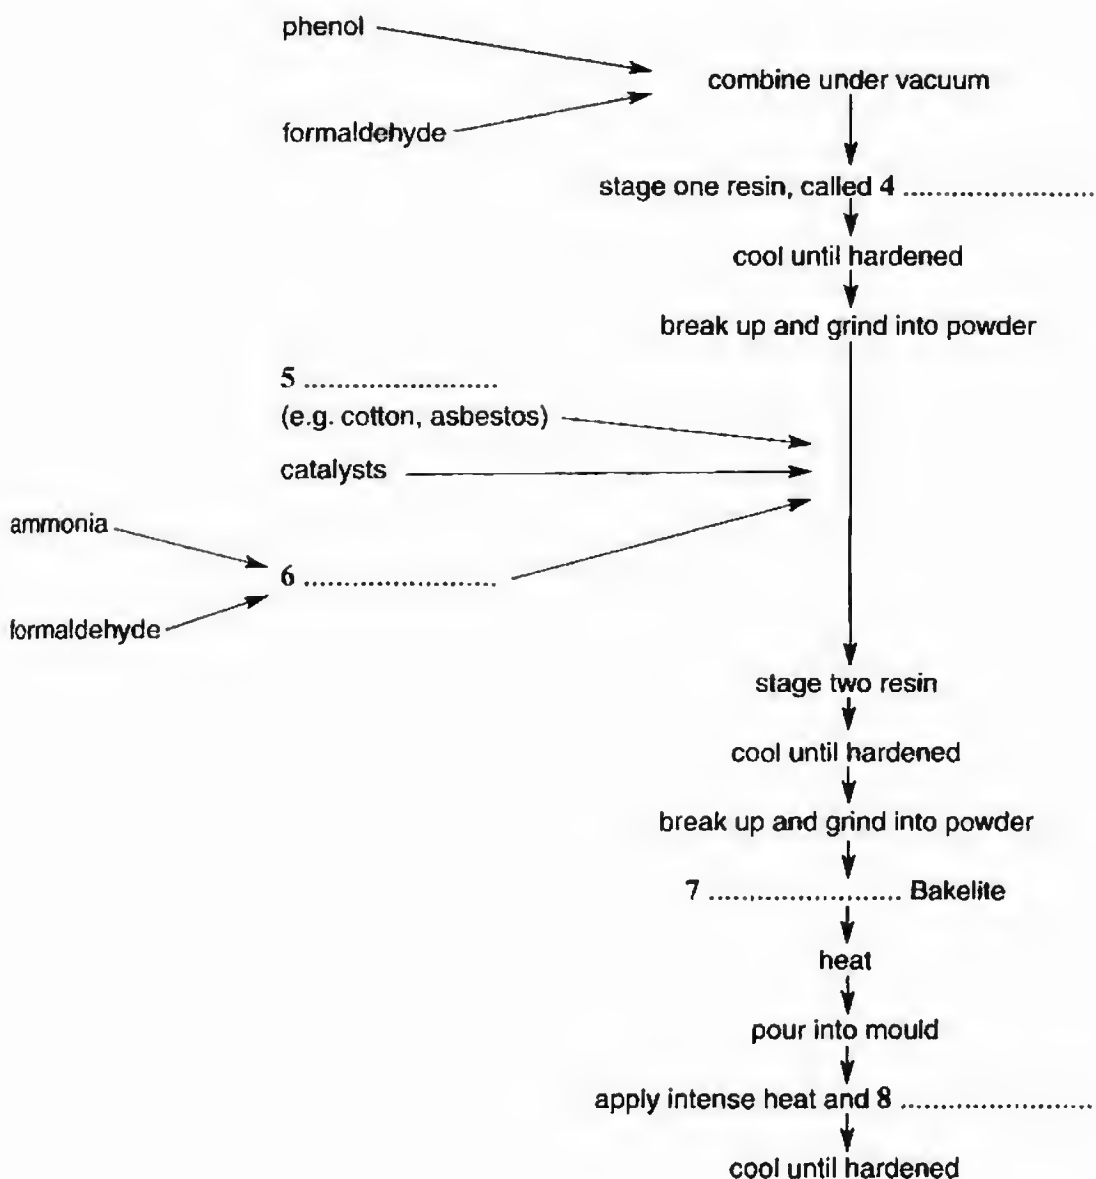 phenol
combine under vacuum
formaldehyde
stage one resin, called 4 ..............................
cool until hardened
break up and grind into powder
5 ..............................
(e.g. cotton, asbestos)
catalysts
ammonia
6 ..............................
formaldehyde
stage two resin
cool until hardened
break up and grind into powder
7 .............................. Bakelite
heat
pour into mould
apply intense heat and 8 ..............................
cool until hardened